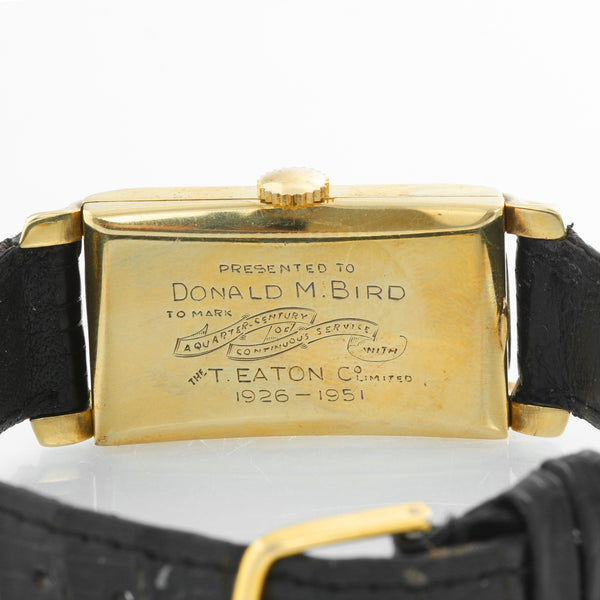 PRESENTED TO
DONALD M. BIRD
TO MARK
A QUARTER-CENTURY
OF
CONTINUOUS SERVICE
WITH
THE T. EATON CO LIMITED
1926-1951